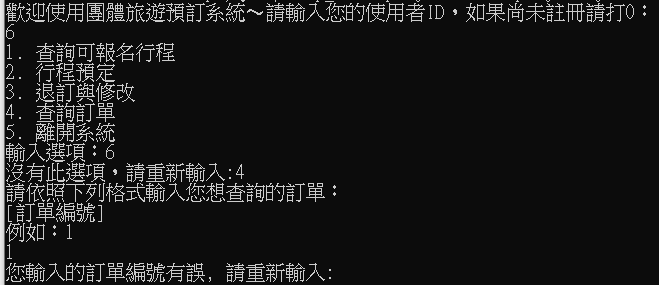 歡迎使用團體旅遊預訂系統～請輸入您的使用者ID，如果尚未註冊請打0：
6
1. 查詢可報名行程
2. 行程預定
3. 退訂與修改
4. 查詢訂單
5. 離開系統
輸入選項：6
沒有此選項，請重新輸入:4
請依照下列格式輸入您想查詢的訂單：
[訂單編號]
例如：1
1
您輸入的訂單編號有誤, 請重新輸入: